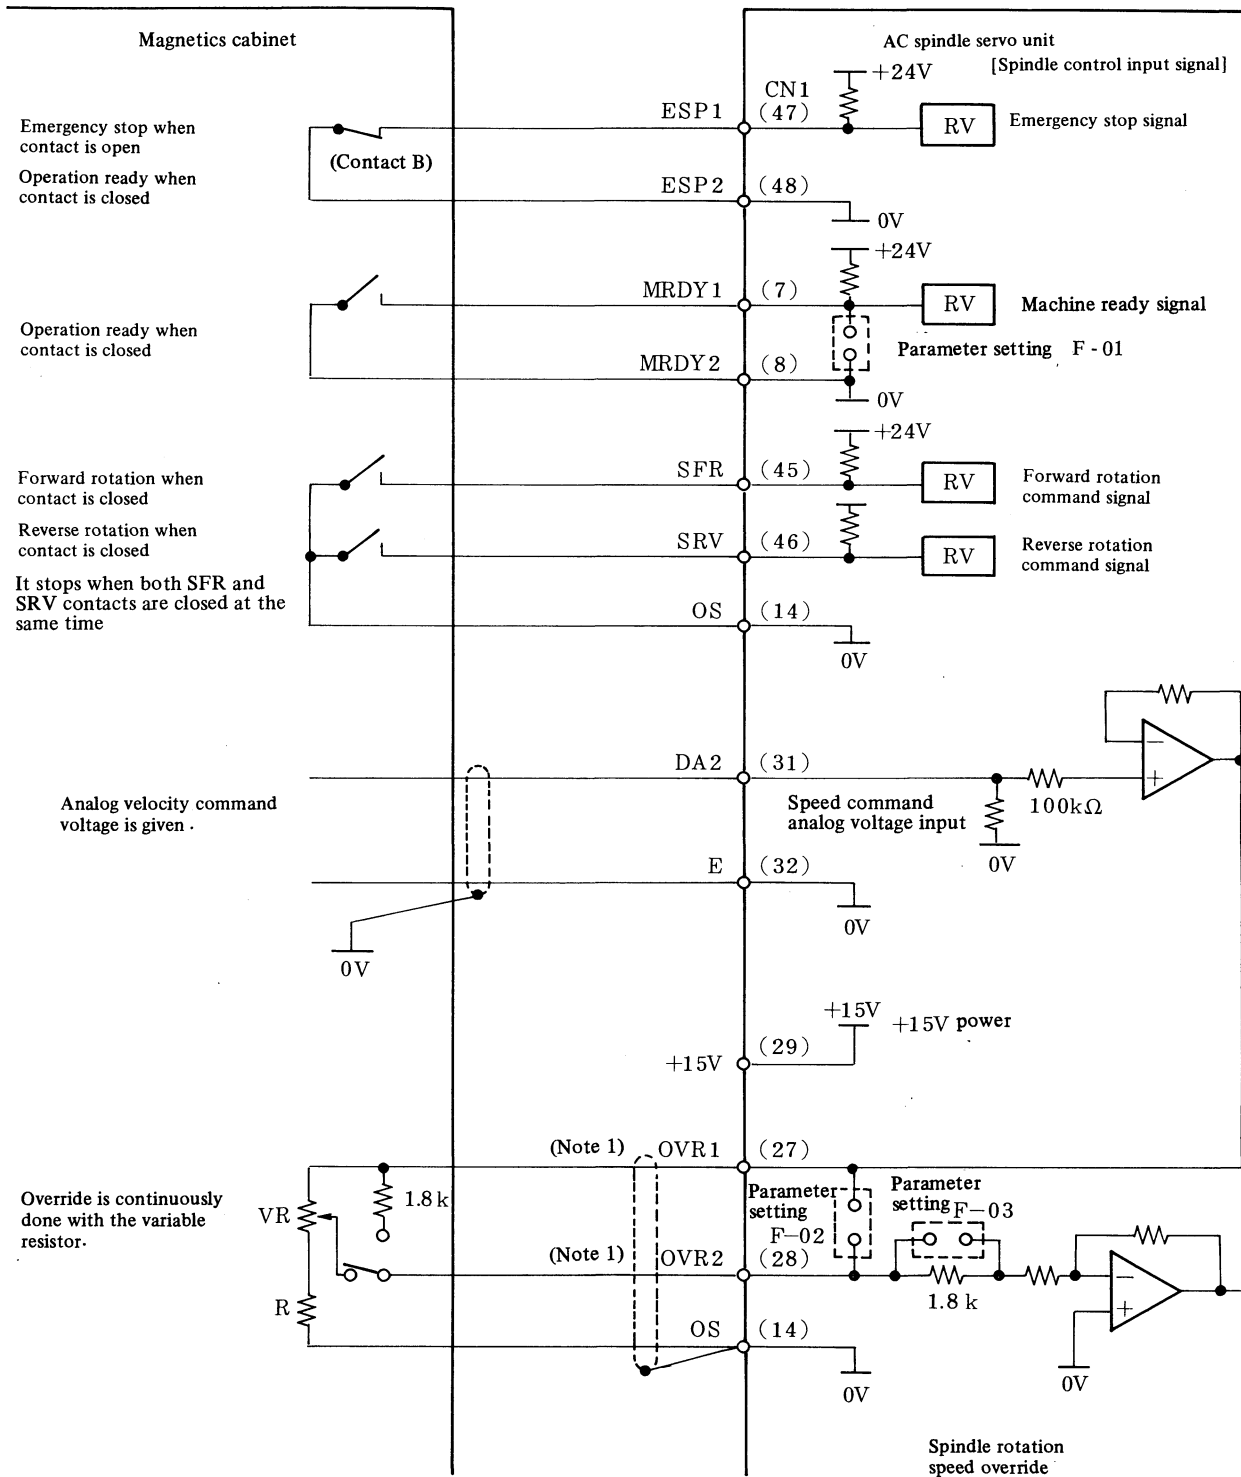 Magnetics cabinet
AC spindle servo unit
[Spindle control input signal]
+24V
CN1
ESP1
(47)
RV
Emergency stop signal
Emergency stop when
contact is open
(Contact B)
Operation ready when
contact is closed
ESP2
(48)
0V
+24V
MRDY1
(7)
RV
Machine ready signal
Operation ready when
contact is closed
Parameter setting F-01
MRDY2
(8)
0V
+24V
Forward rotation when
contact is closed
SFR
(45)
RV
Forward rotation
command signal
Reverse rotation when
contact is closed
SRV
(46)
RV
Reverse rotation
command signal
It stops when both SFR and
SRV contacts are closed at the
same time
OS
(14)
0V
−
+
DA2
(31)
100kΩ
Analog velocity command
voltage is given.
Speed command
analog voltage input
0V
E
(32)
0V
0V
+15V
+15V power
+15V
(29)
(Note 1)
OVR1
(27)
Override is continuously
done with the variable
resistor.
VR
1.8k
Parameter
setting
F-02
Parameter
setting
F-03
(Note 1)
OVR2
(28)
1.8k
−
+
R
OS
(14)
0V
0V
Spindle rotation
speed override